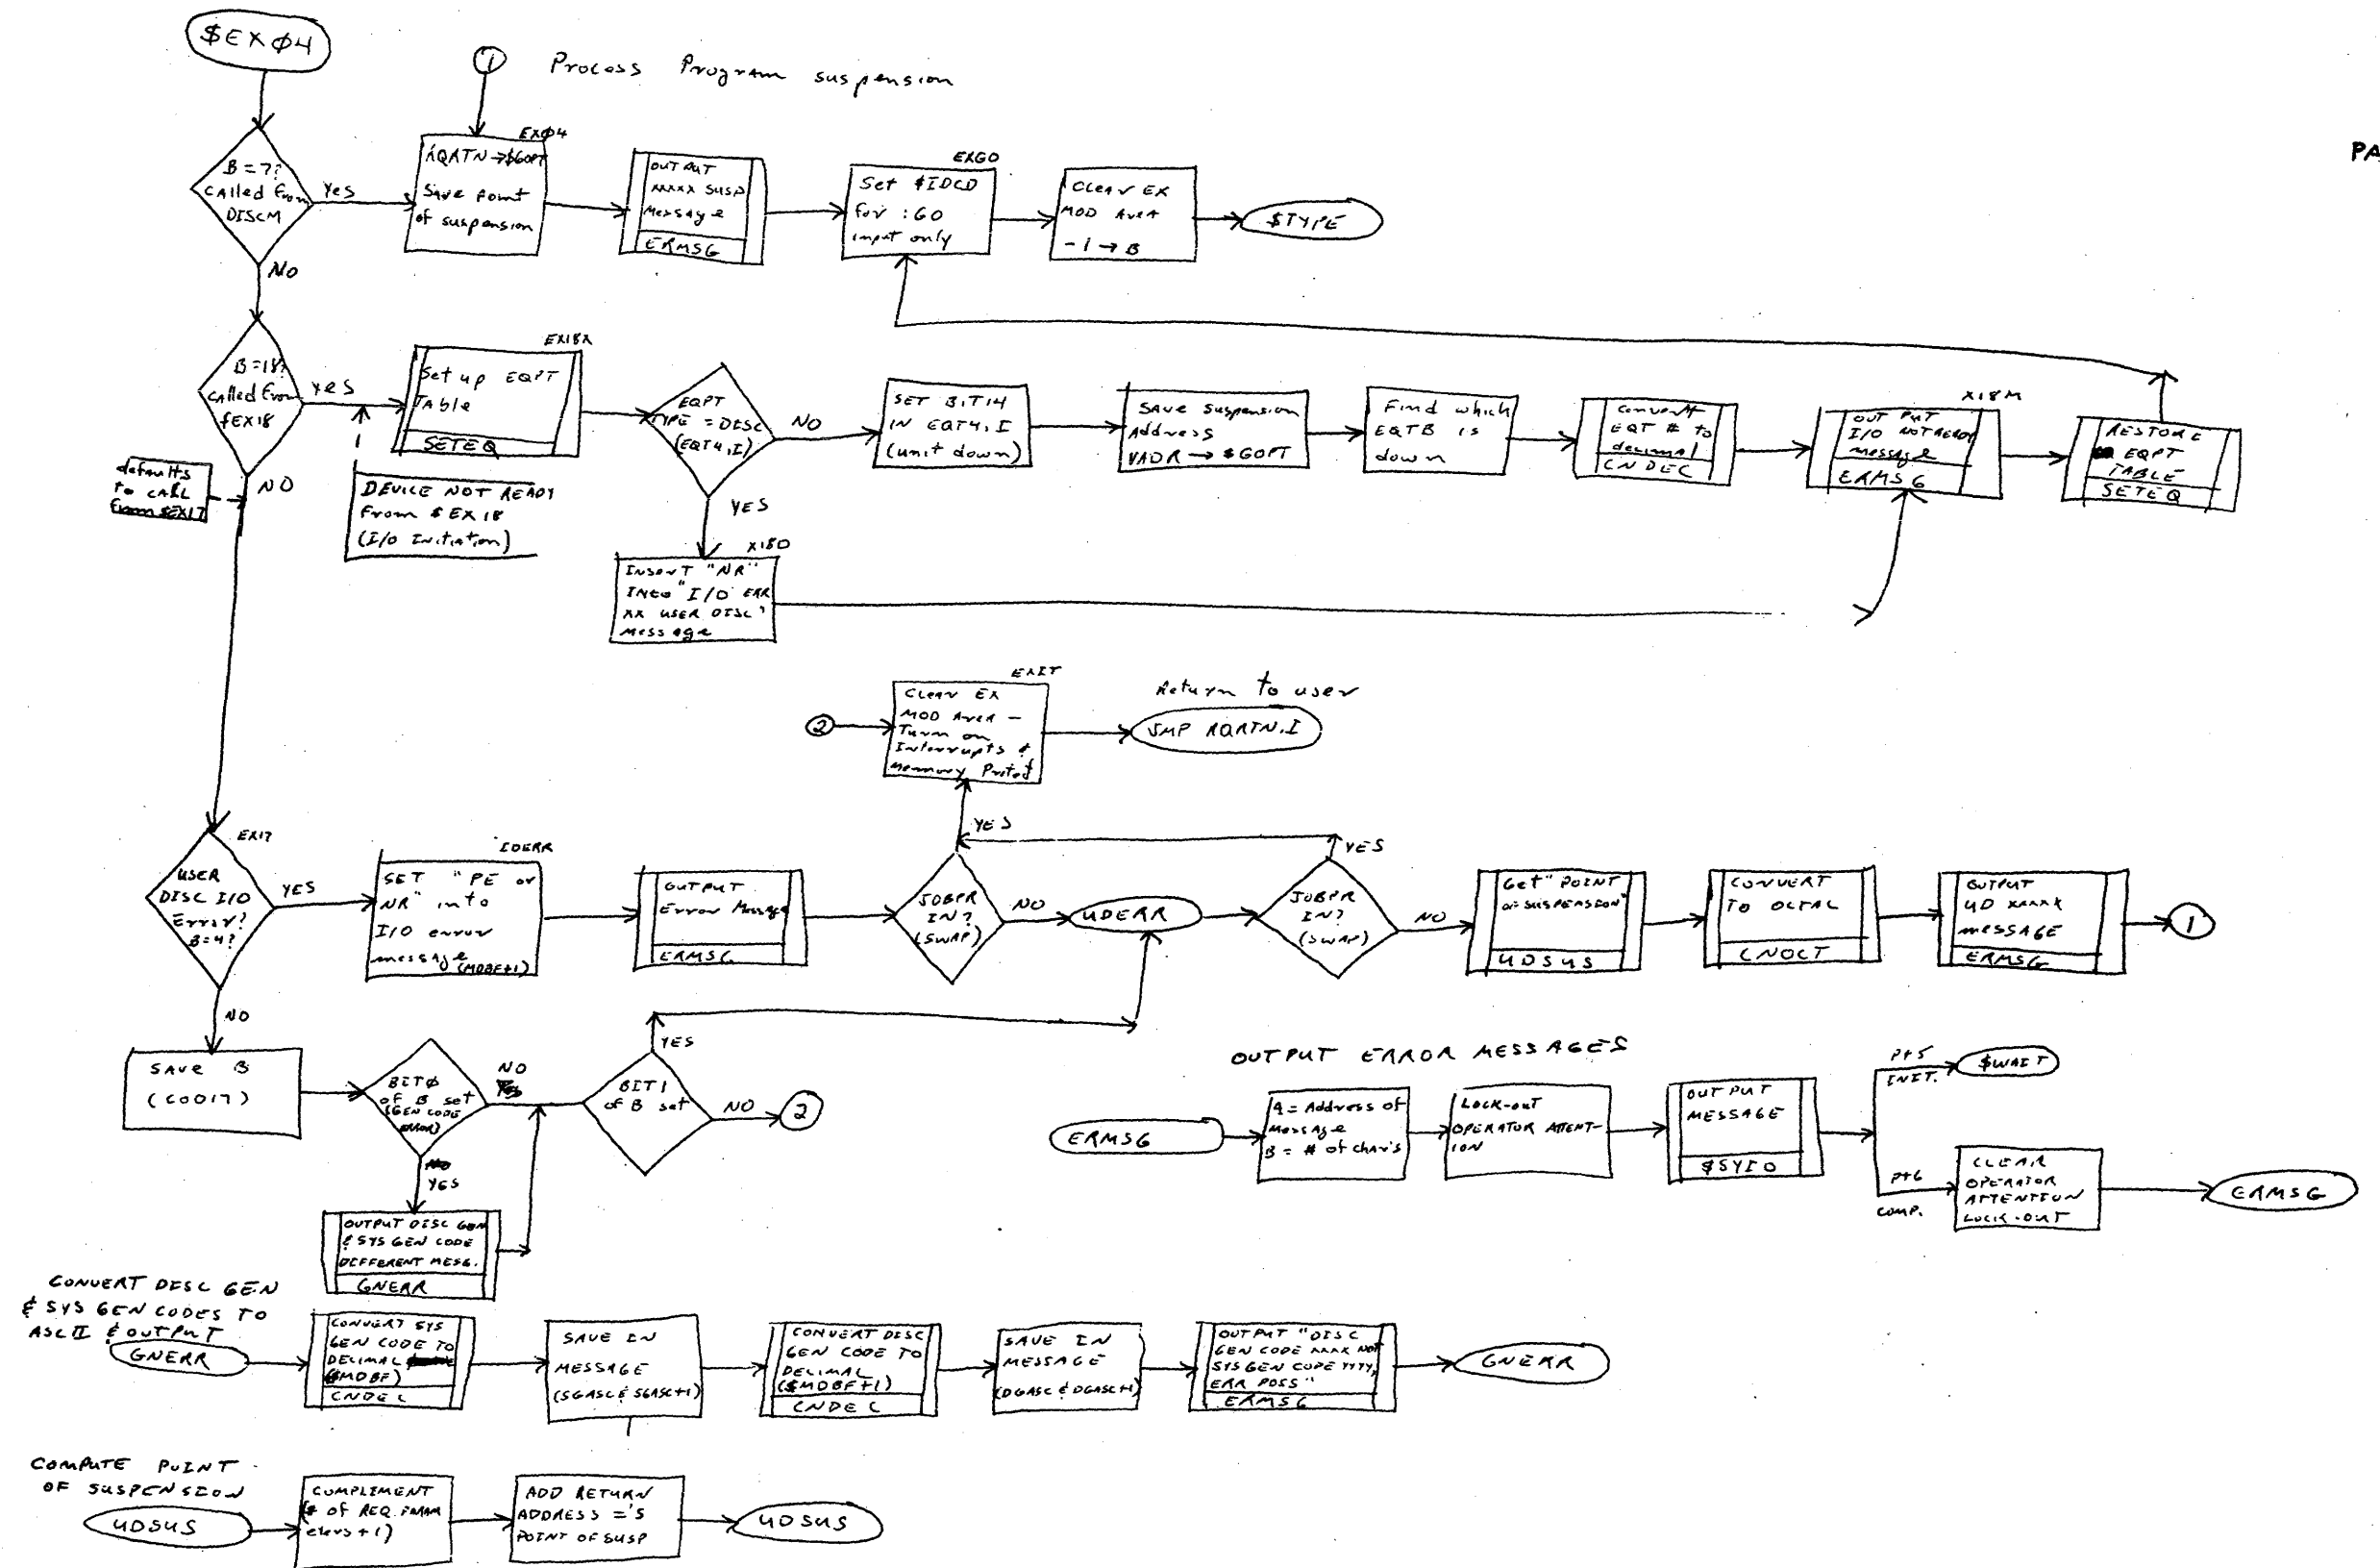 $EXØ4
① Process Program suspension
PA
B=7?
CAlled from
DISCM
Yes
NO
EXØ4
RQRTN→$GOPT
Save Point
of suspension
OUTPUT
xxxx SUSP
Message
ERMSG
EXGO
Set $IDCD
for :GO
input only
CLear EX
MOD AreA
-1→B
$TYPE
B=18?
CAlled from
$EX18
Yes
NO
defaults
to CALL
from $EX17
EX18X
Set up EQPT
TAble
SETEQ
DEVICE NOT READY
From $EX18
(I/O Initiation)
EQPT
TYPE = DISC
(EQT4,I)
NO
YES
SET BIT14
IN EQT4,I
(unit down)
SAve Suspension
Address
VADR→$GOPT
Find which
EQTB is
down
Convert
EQT # to
decimal
CNDEC
X18M
OUT PUT
I/O NOT READY
message
ERMSG
RESTORE
EQPT
TABLE
SETEQ
X18D
Insert "NR"
Into "I/O ERR
XX USER DISC"
Message
EXIT
②
CLear EX
MOD AreA —
Turn on
Interrupts &
Memory Protect
Return to user
JMP RQRTN,I
EX17
USER
DISC I/O
Error?
B=4?
YES
NO
IDERR
SET "PE or
NR" into
I/O error
message
(MDBF+1)
OUTPUT
Error Message
ERMSG
JOBPR
IN?
(SWAP)
YES
NO
UDERR
JOBPR
IN?
(SWAP)
YES
NO
Get "POINT
OF SUSPENSION"
UDSUS
CONVERT
TO OCTAL
CNOCT
OUTPUT
UD xxxxx
MESSAGE
ERMSG
①
SAVE B
(C0017)
BITØ
of B set
(GEN CODE
ERROR)
NO
YES
BIT1
of B set
YES
NO
②
OUTPUT DISC GEN
& SYS GEN CODE
DIFFERENT MESG.
GNERR
OUTPUT ERROR MESSAGES
ERMSG
A = Address of
Message
B = # of char's
LOCK-out
OPERATOR ATTENT-
ION
OUTPUT
MESSAGE
$SYIO
P+5
INIT.
$WAIT
P+6
COMP.
CLEAR
OPERATOR
ATTENTION
LOCK-OUT
ERMSG
CONVERT DISC GEN
& SYS GEN CODES TO
ASCII & OUTPUT
GNERR
CONVERT SYS
GEN CODE TO
DECIMAL
($MDBF)
CNDEC
SAVE IN
MESSAGE
(SGASC & SGASC+1)
CONVERT DISC
GEN CODE TO
DECIMAL
($MDBF+1)
CNDEC
SAVE IN
MESSAGE
(DGASC & DGASC+1)
OUTPUT "DISC
GEN CODE XXXX NOT
SYS GEN CODE YYYY,
ERR POSS"
ERMSG
GNERR
COMPUTE POINT
OF SUSPENSION
UDSUS
COMPLIMENT
(# OF REQ. PARAM
eters+1)
ADD RETURN
ADDRESS ='S
POINT OF SUSP
UDSUS